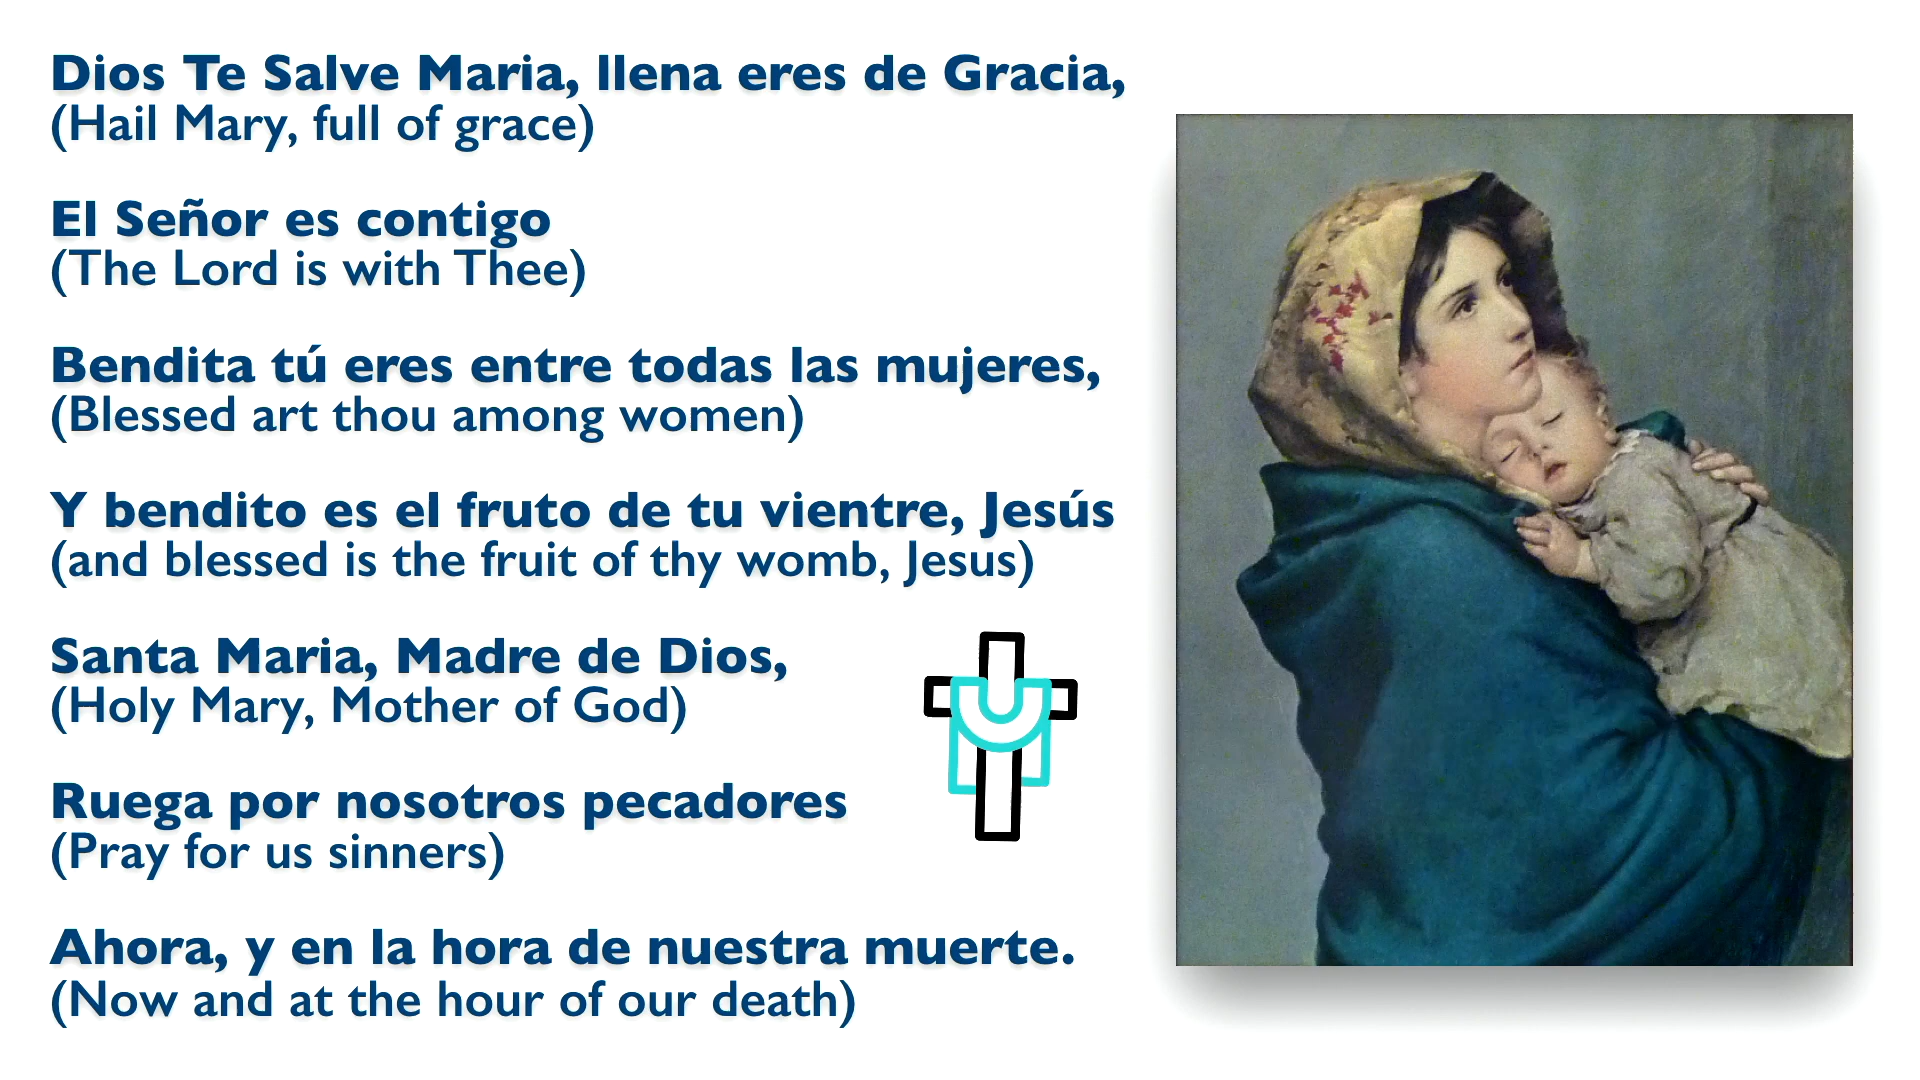 Dios Te Salve Maria, llena eres de Gracia,
(Hail Mary, full of grace)
El Señor es contigo
(The Lord is with Thee)
Bendita tú eres entre todas las mujeres,
(Blessed art thou among women)
Y bendito es el fruto de tu vientre, Jesús
(and blessed is the fruit of thy womb, Jesus)
Santa Maria, Madre de Dios,
(Holy Mary, Mother of God)
Ruega por nosotros pecadores
(Pray for us sinners)
Ahora, y en la hora de nuestra muerte.
(Now and at the hour of our death)